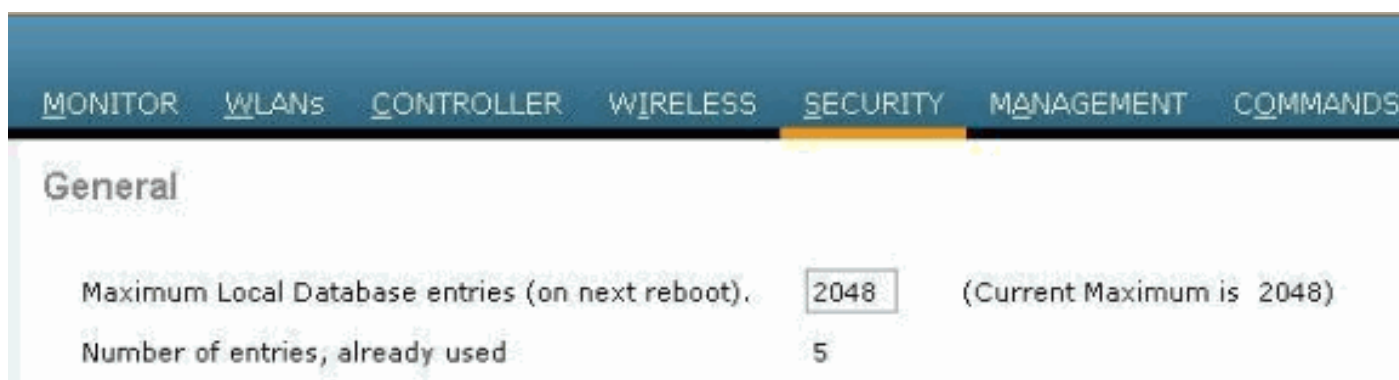 MONITOR WLANs CONTROLLER WIRELESS SECURITY MANAGEMENT COMMANDS
General
Maximum Local Database entries (on next reboot). 2048 (Current Maximum is 2048)
Number of entries, already used 5